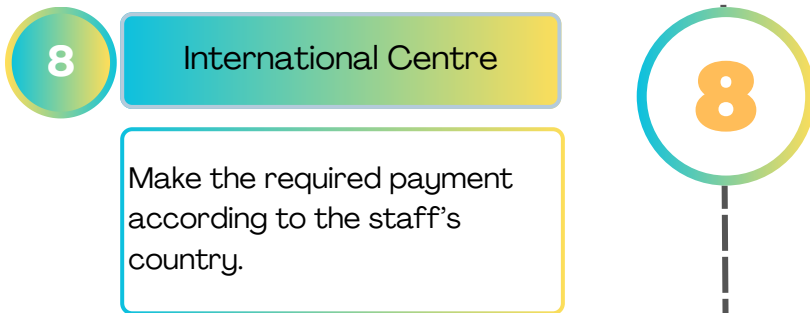 8
International Centre
8
Make the required payment
according to the staff's
country.